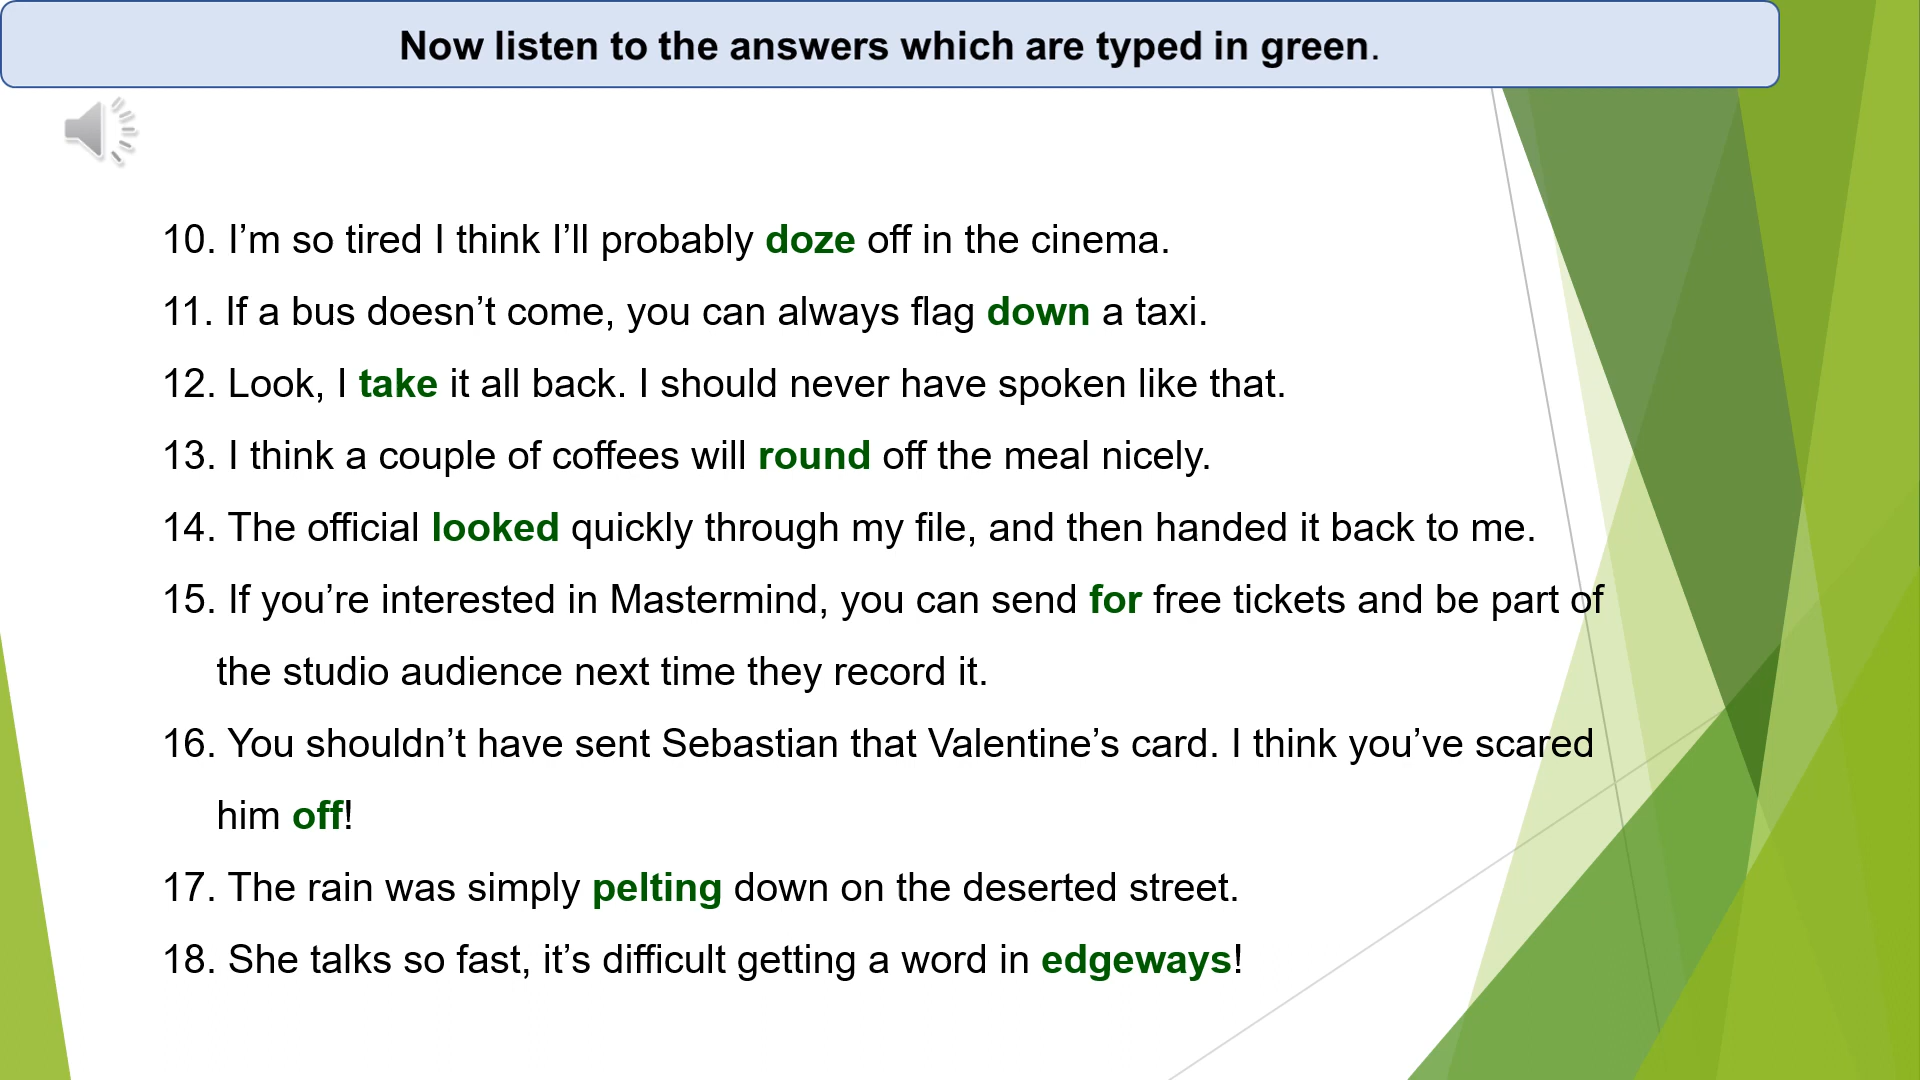 Now listen to the answers which are typed in green.
10. I’m so tired I think I’ll probably doze off in the cinema.
11. If a bus doesn’t come, you can always flag down a taxi.
12. Look, I take it all back. I should never have spoken like that.
13. I think a couple of coffees will round off the meal nicely.
14. The official looked quickly through my file, and then handed it back to me.
15. If you’re interested in Mastermind, you can send for free tickets and be part of
the studio audience next time they record it.
16. You shouldn’t have sent Sebastian that Valentine’s card. I think you’ve scared
him off!
17. The rain was simply pelting down on the deserted street.
18. She talks so fast, it’s difficult getting a word in edgeways!